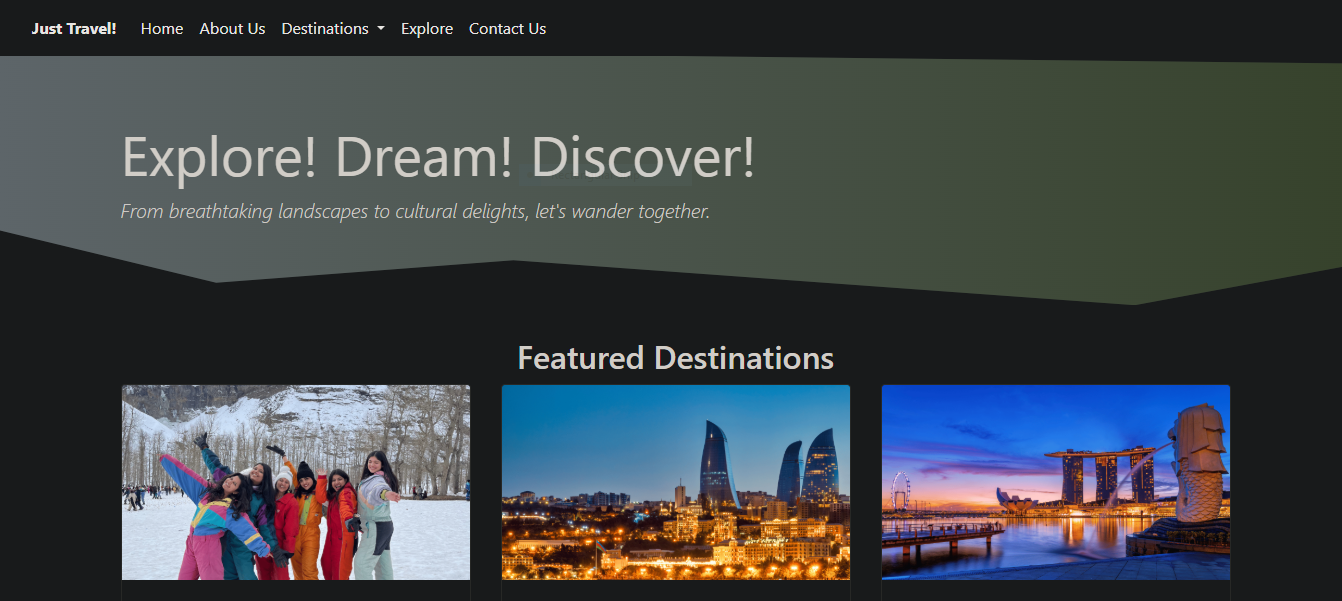 Just Travel! Home About Us Destinations Explore Contact Us
Explore! Dream! Discover!
From breathtaking landscapes to cultural delights, let's wander together.
Featured Destinations